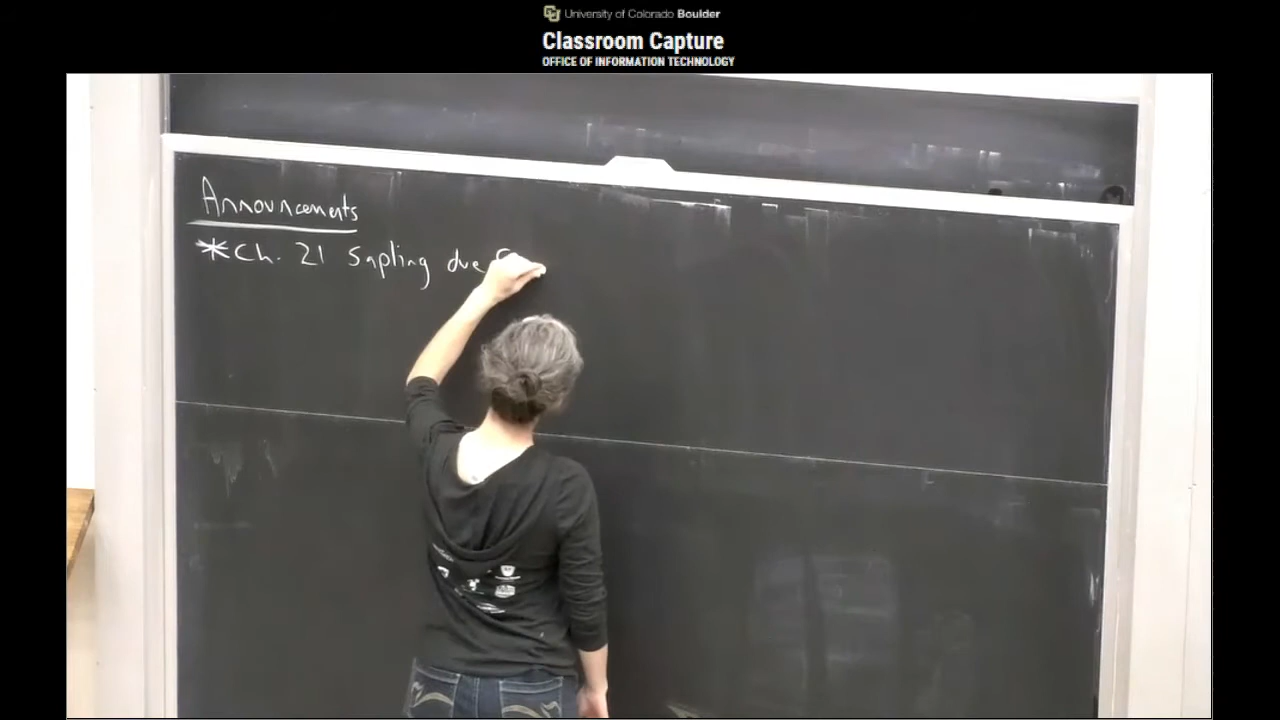 University of Colorado Boulder
Classroom Capture
OFFICE OF INFORMATION TECHNOLOGY
Announcements
*Ch. 21 Sapling due